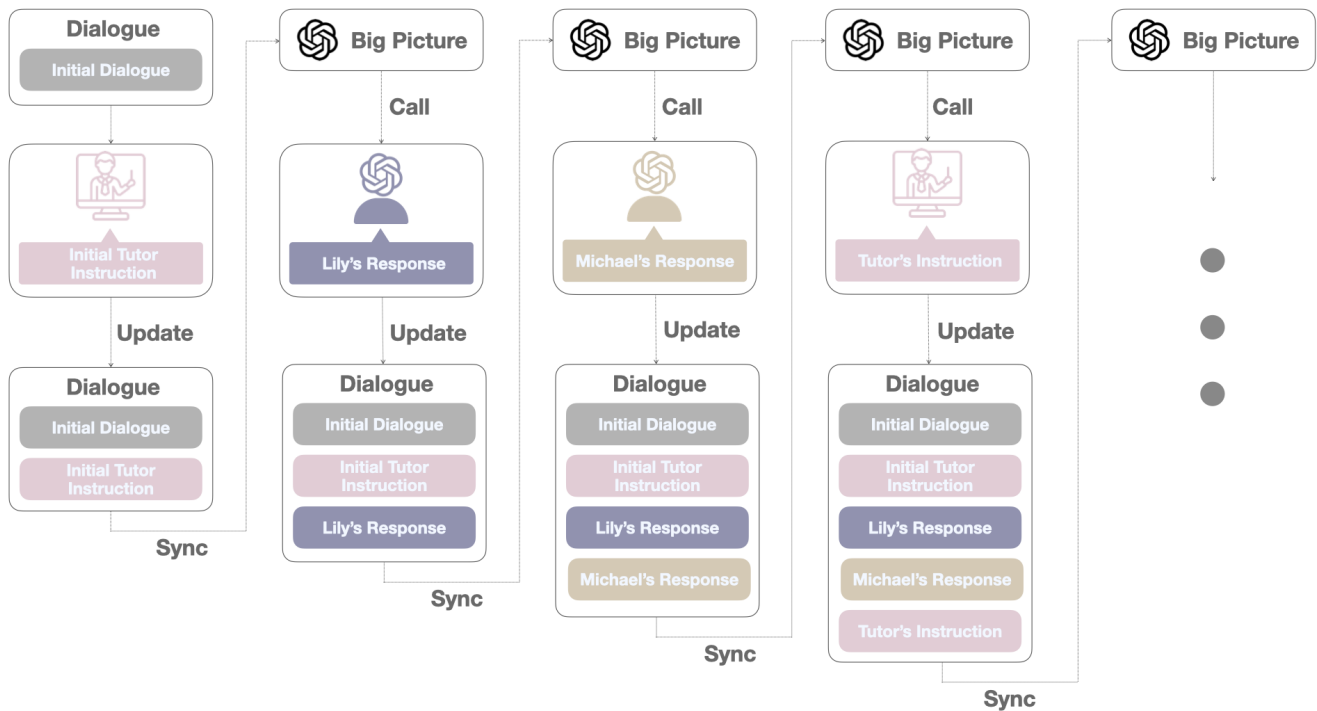 Dialogue
Initial Dialogue
Initial Tutor
Instruction
Update
Dialogue
Initial Dialogue
Initial Tutor
Instruction
Sync
Big Picture
Call
Lily's Response
Update
Dialogue
Initial Dialogue
Initial Tutor
Instruction
Lily's Response
Sync
Big Picture
Call
Michael's Response
Update
Dialogue
Initial Dialogue
Initial Tutor
Instruction
Lily's Response
Michael's Response
Sync
Big Picture
Call
Tutor's Instruction
Update
Dialogue
Initial Dialogue
Initial Tutor
Instruction
Lily's Response
Michael's Response
Tutor's Instruction
Sync
Big Picture